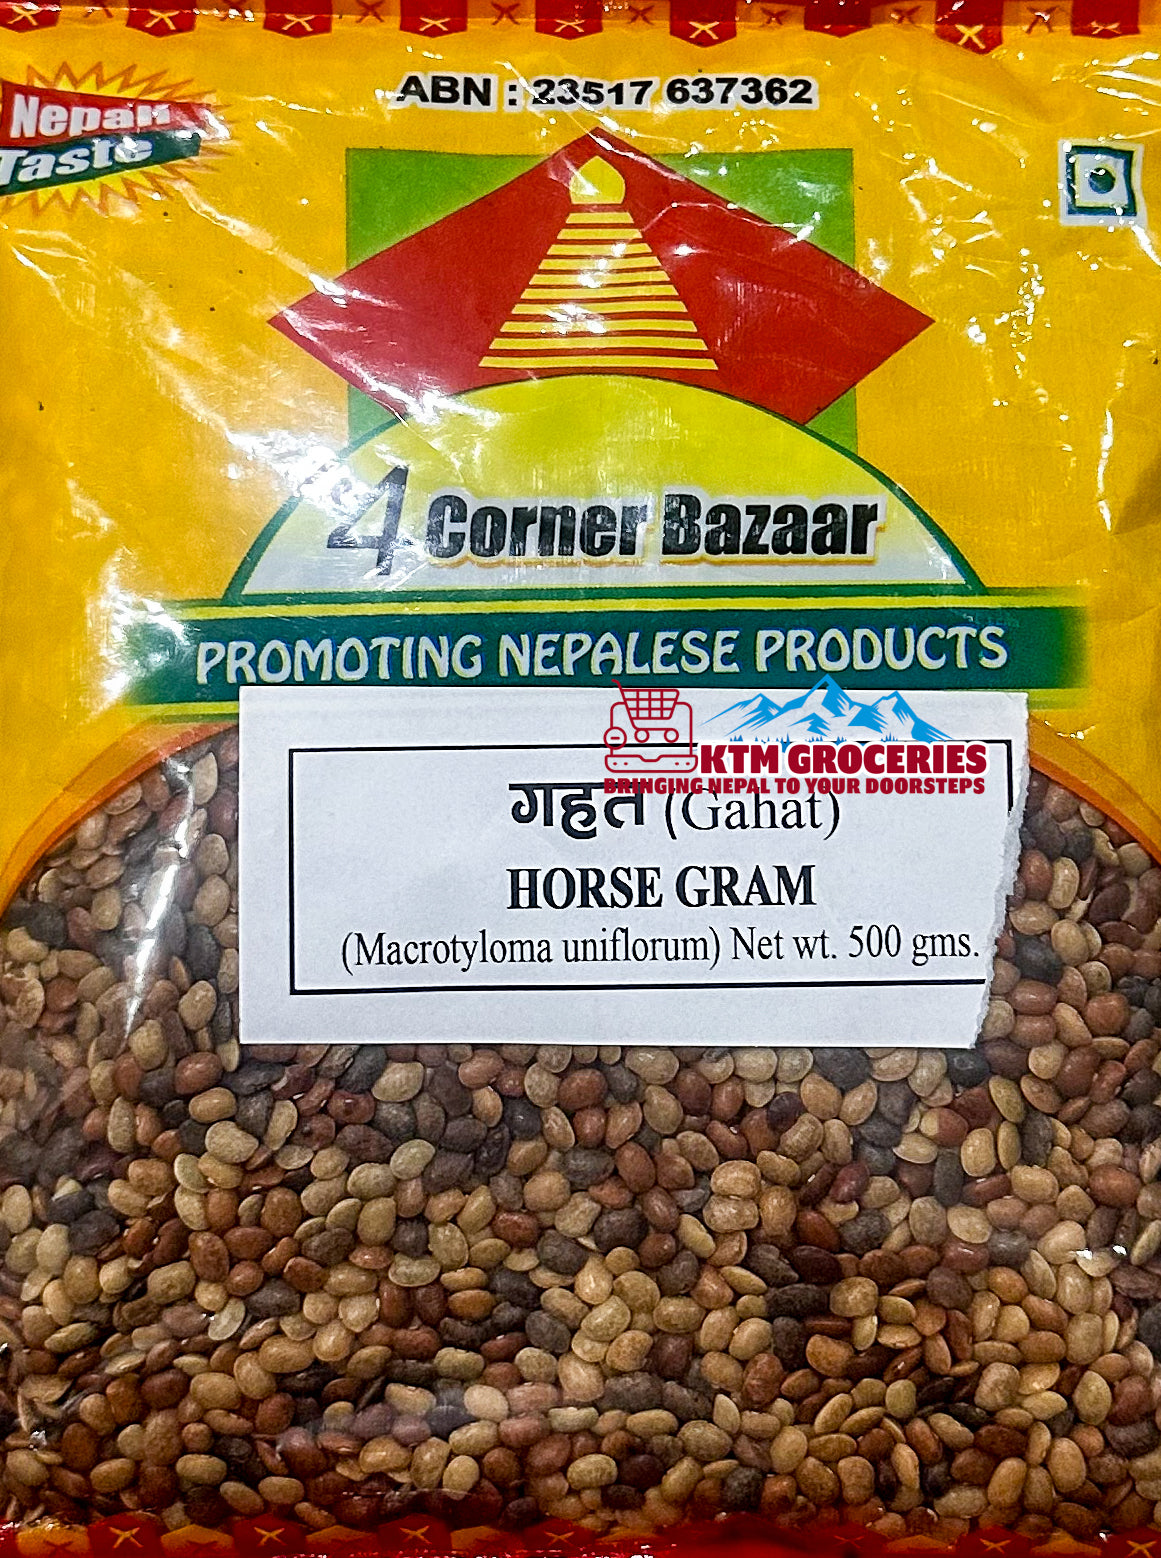 ABN : 23517 637362
Nepali
Taste
4 Corner Bazaar
PROMOTING NEPALESE PRODUCTS
KTM GROCERIES
BRINGING NEPAL TO YOUR DOORSTEPS
गहत (Gahat)
HORSE GRAM
(Macrotyloma uniflorum) Net wt. 500 gms.